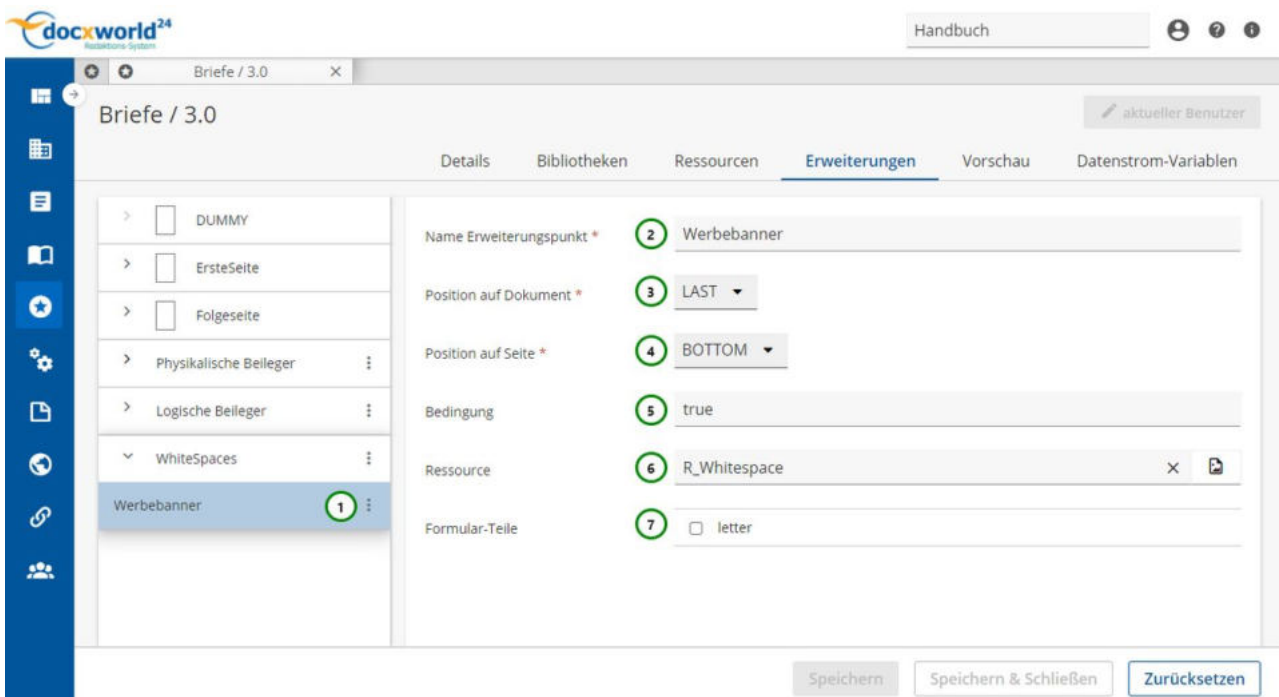 docxworld24
Redaktions-System
Handbuch
Briefe / 3.0
Briefe / 3.0
aktueller Benutzer
Details Bibliotheken Ressourcen Erweiterungen Vorschau Datenstrom-Variablen
DUMMY
ErsteSeite
Folgeseite
Physikalische Beileger
Logische Beileger
WhiteSpaces
Werbebanner 1
Name Erweiterungspunkt * 2 Werbebanner
Position auf Dokument * 3 LAST
Position auf Seite * 4 BOTTOM
Bedingung 5 true
Ressource 6 R_Whitespace
Formular-Teile 7 letter
Speichern Speichern & Schließen Zurücksetzen